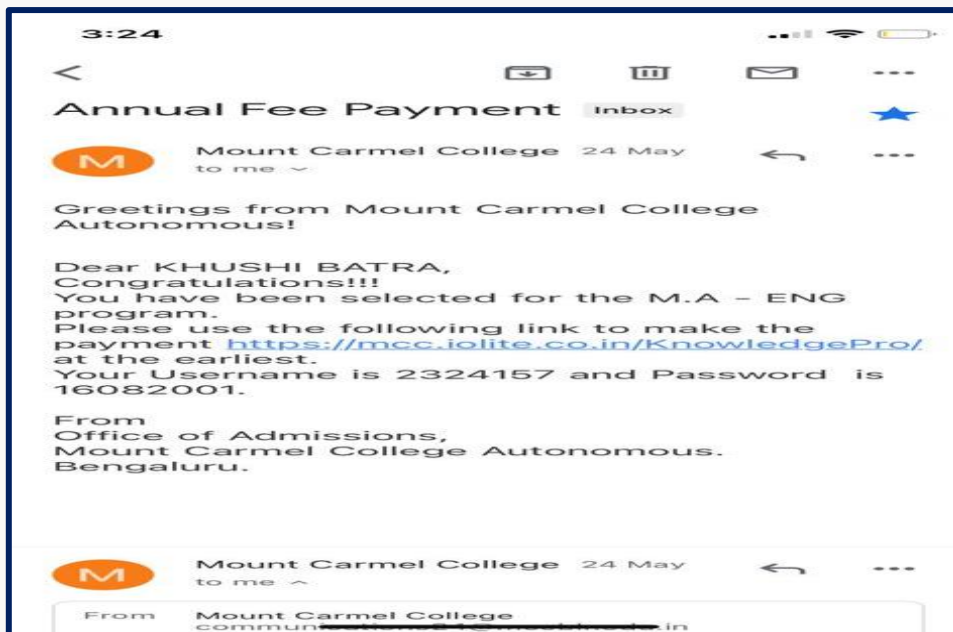 3:24
Annual Fee Payment Inbox
M
Mount Carmel College 24 May
to me
Greetings from Mount Carmel College
Autonomous!
Dear KHUSHI BATRA,
Congratulations!!!
You have been selected for the M.A – ENG
program.
Please use the following link to make the
payment https://mcc.iolite.co.in/KnowledgePro/
at the earliest.
Your Username is 2324157 and Password is
16082001.
From
Office of Admissions,
Mount Carmel College Autonomous.
Bengaluru.
M
Mount Carmel College 24 May
to me
From Mount Carmel College